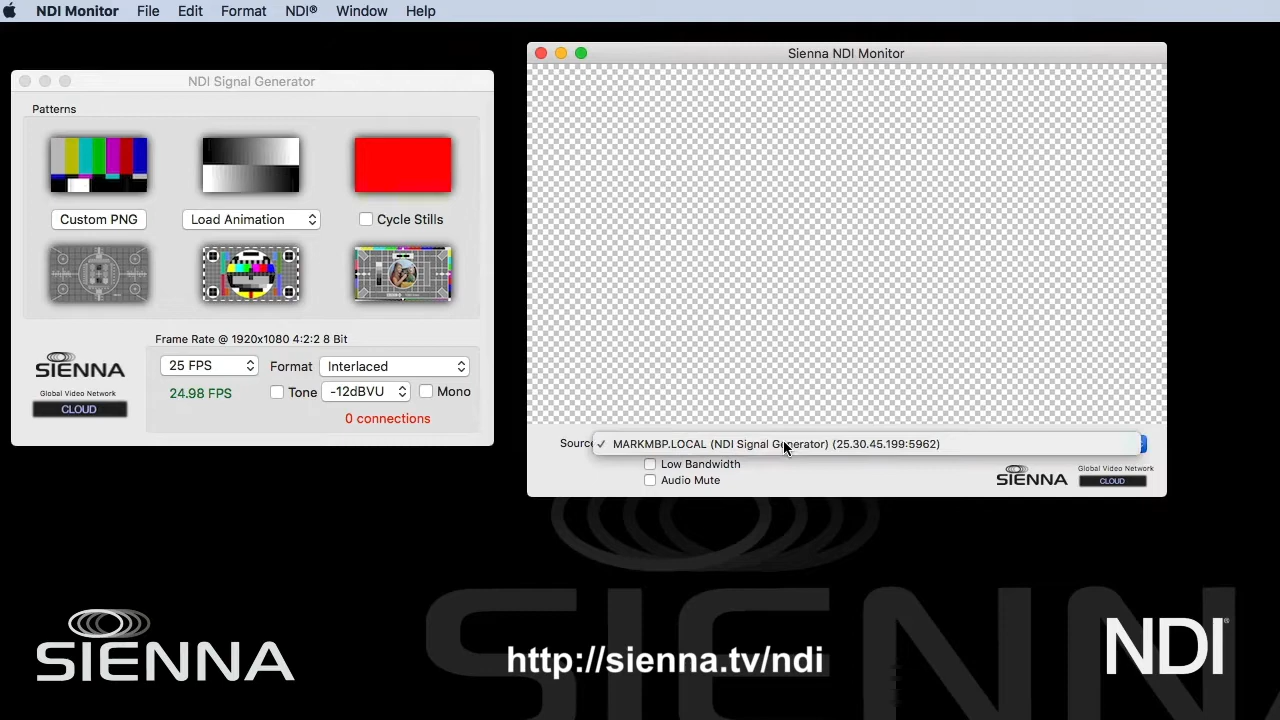 NDI Monitor File Edit Format NDI® Window Help
Sienna NDI Monitor
NDI Signal Generator
Patterns
Custom PNG
Load Animation
Cycle Stills
Frame Rate @ 1920x1080 4:2:2 8 Bit
SIENNA
Global Video Network
CLOUD
25 FPS
Format
Interlaced
24.98 FPS
Tone
-12dBVU
Mono
0 connections
Source
✓ MARKMBP.LOCAL (NDI Signal Generator) (25.30.45.199:5962)
Low Bandwidth
Audio Mute
SIENNA
Global Video Network
CLOUD
SIENNA
SIENNA
http://sienna.tv/ndi
NDI®